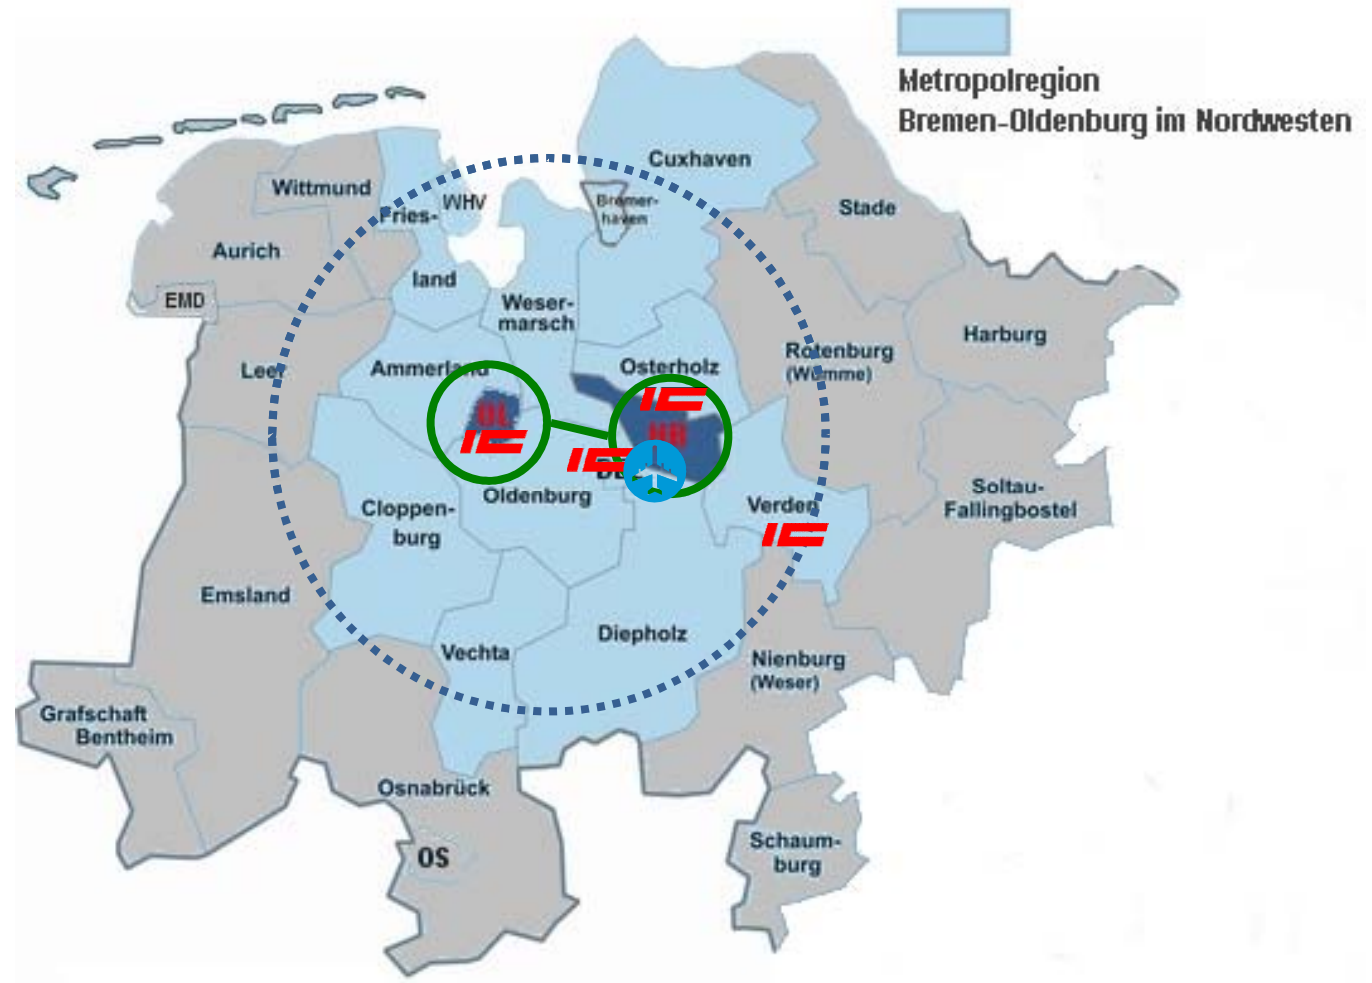 Metropolregion
Bremen-Oldenburg im Nordwesten
Cuxhaven
Wittmund
WHV
Fries-
land
Bremer-
haven
Stade
Aurich
EMD
Weser-
marsch
Harburg
Leer
Ammerland
Osterholz
Rotenburg
(Wümme)
OL
IC
IC
HB
IC
Oldenburg
Cloppen-
burg
Verden
IC
Soltau-
Fallingbostel
Emsland
Diepholz
Vechta
Nienburg
(Weser)
Grafschaft
Bentheim
Osnabrück
OS
Schaum-
burg